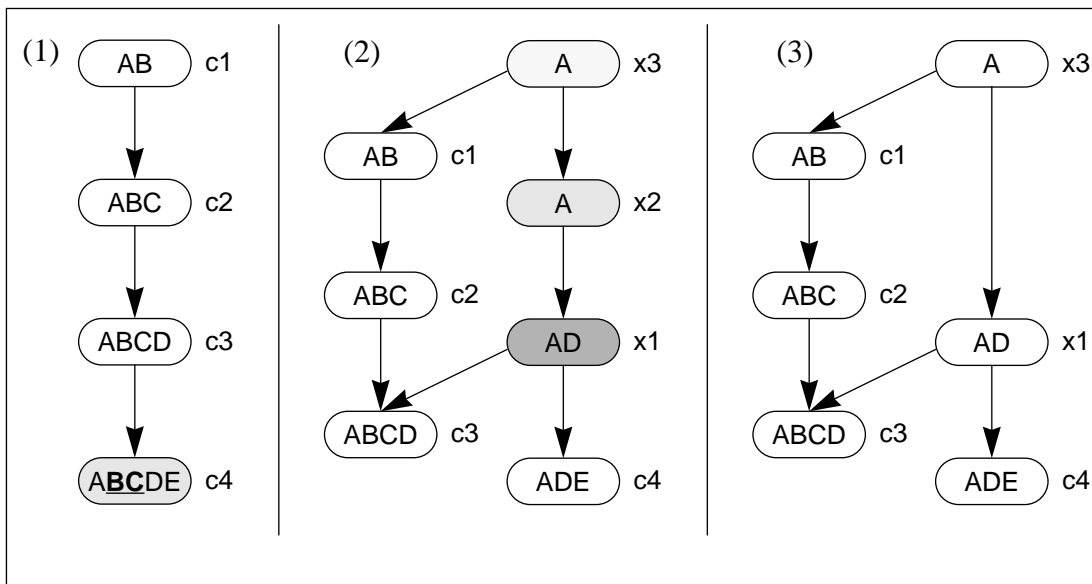 (1)
AB c1
ABC c2
ABCD c3
ABCDE c4
(2)
A x3
AB c1
A x2
ABC c2
AD x1
ABCD c3
ADE c4
(3)
A x3
AB c1
ABC c2
AD x1
ABCD c3
ADE c4